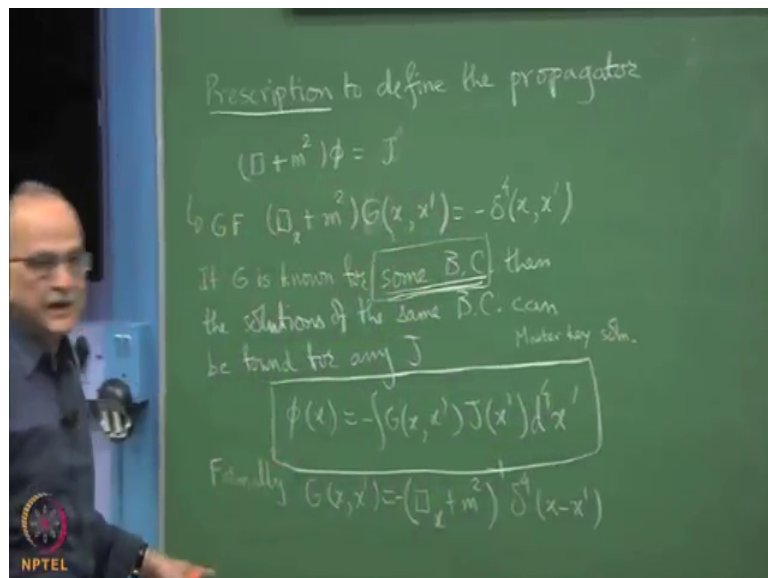 Prescription to define the propagator
(□ + m²)ϕ = J
↳ GF (□ₓ + m²)G(x, x') = -δ⁴(x, x')
If G is known for some B.C. then
the solutions of the same B.C. can
be found for any J
Master key soln.
ϕ(x) = -∫G(x, x') J(x') d⁴x'
Formally G(x, x') = -(□ₓ + m²)⁻¹ δ⁴(x-x')
NPTEL